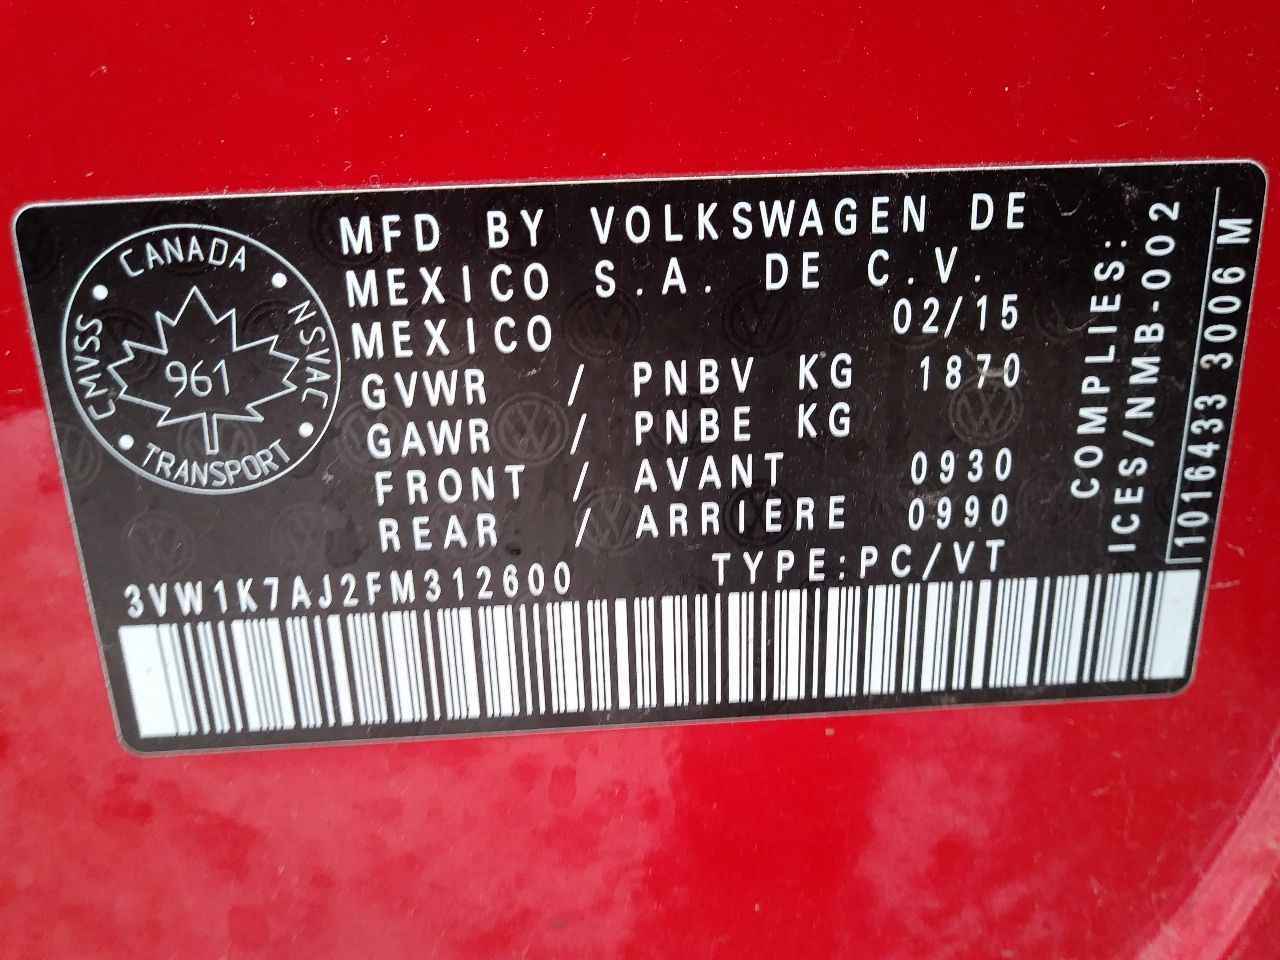 CANADA
CMVSS
NSVAC
961
TRANSPORT
MFD BY VOLKSWAGEN DE
MEXICO S.A. DE C.V.
MEXICO 02/15
GVWR / PNBV KG 1870
GAWR / PNBE KG
FRONT / AVANT 0930
REAR / ARRIERE 0990
3VW1K7AJ2FM312600 TYPE:PC/VT
COMPLIES:
ICES/NMB-002
1016433 3006 M